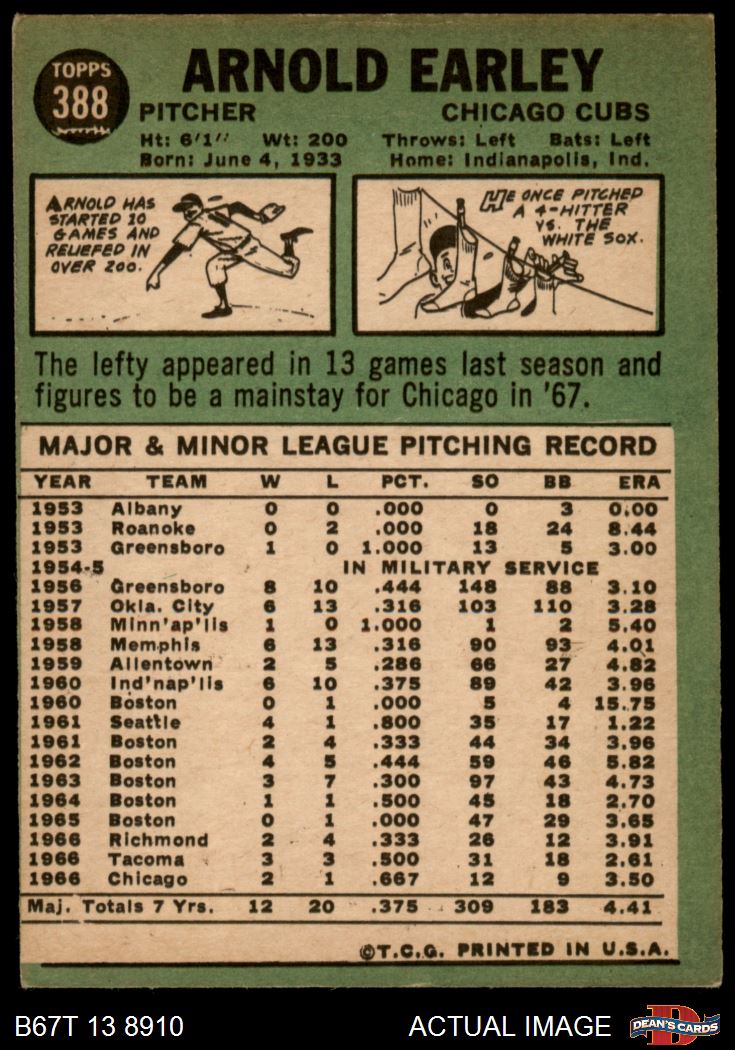 TOPPS
388
ARNOLD EARLEY
PITCHER CHICAGO CUBS
Ht: 6'1" Wt: 200 Throws: Left Bats: Left
Born: June 4, 1933 Home: Indianapolis, Ind.
ARNOLD HAS
STARTED 10
GAMES AND
RELIEFED IN
OVER 200.
HE ONCE PITCHED
A 4-HITTER
VS. THE
WHITE SOX.
The lefty appeared in 13 games last season and
figures to be a mainstay for Chicago in '67.
MAJOR & MINOR LEAGUE PITCHING RECORD
YEAR TEAM W L PCT. SO BB ERA
1953 Albany 0 0 .000 0 3 0.00
1953 Roanoke 0 2 .000 18 24 8.44
1953 Greensboro 1 0 1.000 13 5 3.00
1954-5 IN MILITARY SERVICE
1956 Greensboro 8 10 .444 148 88 3.10
1957 Okla. City 6 13 .316 103 110 3.28
1958 Minn'ap'lis 1 0 1.000 1 2 5.40
1958 Memphis 6 13 .316 90 93 4.01
1959 Allentown 2 5 .286 66 27 4.82
1960 Ind'nap'lis 6 10 .375 89 42 3.96
1960 Boston 0 1 .000 5 4 15.75
1961 Seattle 4 1 .800 35 17 1.22
1961 Boston 2 4 .333 44 34 3.96
1962 Boston 4 5 .444 59 46 5.82
1963 Boston 3 7 .300 97 43 4.73
1964 Boston 1 1 .500 45 18 2.70
1965 Boston 0 1 .000 47 29 3.65
1966 Richmond 2 4 .333 26 12 3.91
1966 Tacoma 3 3 .500 31 18 2.61
1966 Chicago 2 1 .667 12 9 3.50
Maj. Totals 7 Yrs. 12 20 .375 309 183 4.41
©T.C.G. PRINTED IN U.S.A.
B67T 13 8910 ACTUAL IMAGE
DEAN'S CARDS